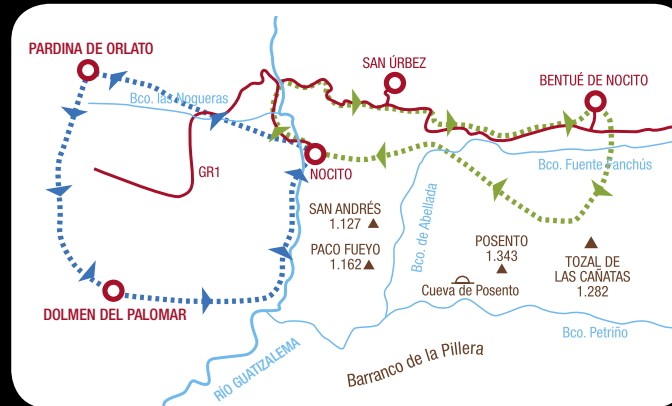 PARDINA DE ORLATO
SAN ÚRBEZ
BENTUÉ DE NOCITO
Bco. las Nogueras
GR1
NOCITO
Bco. Fuente Fanchús
SAN ANDRÉS
1.127
PACO FUEYO
1.162
Bco. de Abellada
POSENTO
1.343
Cueva de Posento
TOZAL DE
LAS CAÑATAS
1.282
DOLMEN DEL PALOMAR
Bco. Petriño
RÍO GUATIZALEMA
Barranco de la Pillera